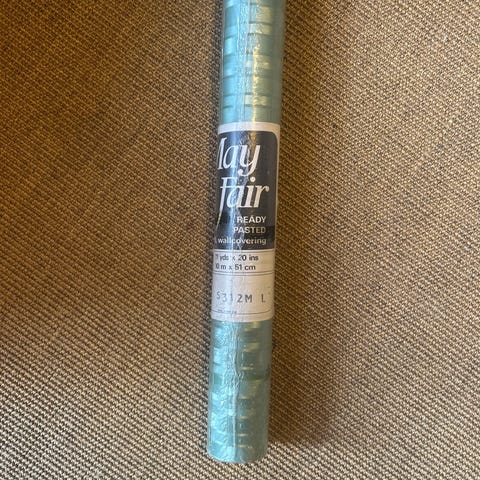 May
Fair
READY
PASTED
wallcovering
11 yds x 20 ins
10 m x 51 cm
5312M L